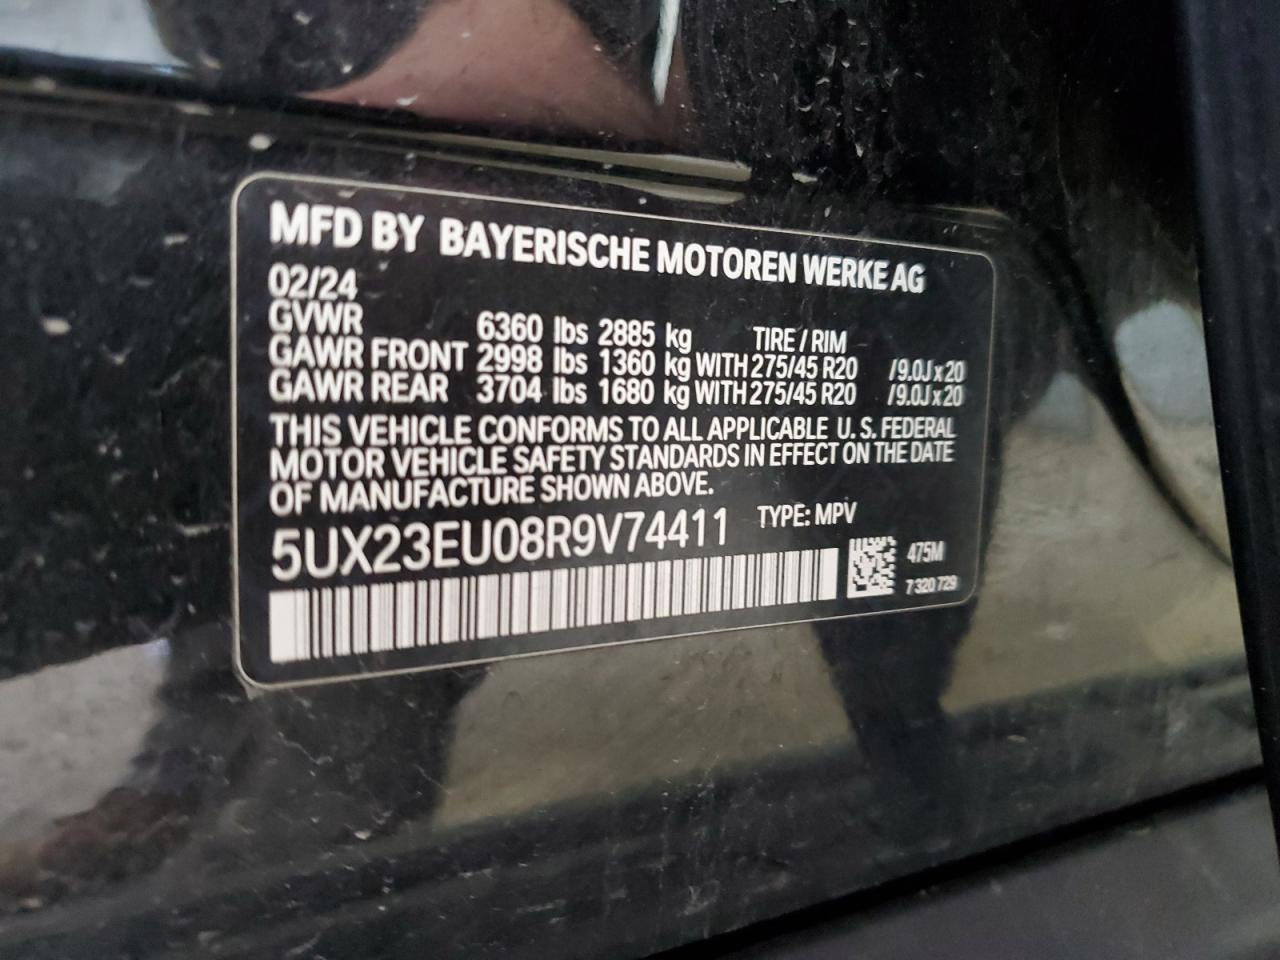 MFD BY BAYERISCHE MOTOREN WERKE AG
02/24
GVWR 6360 lbs 2885 kg TIRE / RIM
GAWR FRONT 2998 lbs 1360 kg WITH 275/45 R20 /9.0J x 20
GAWR REAR 3704 lbs 1680 kg WITH 275/45 R20 /9.0J x 20
THIS VEHICLE CONFORMS TO ALL APPLICABLE U. S. FEDERAL
MOTOR VEHICLE SAFETY STANDARDS IN EFFECT ON THE DATE
OF MANUFACTURE SHOWN ABOVE.
5UX23EU08R9V74411 TYPE: MPV
475M
7 320 729